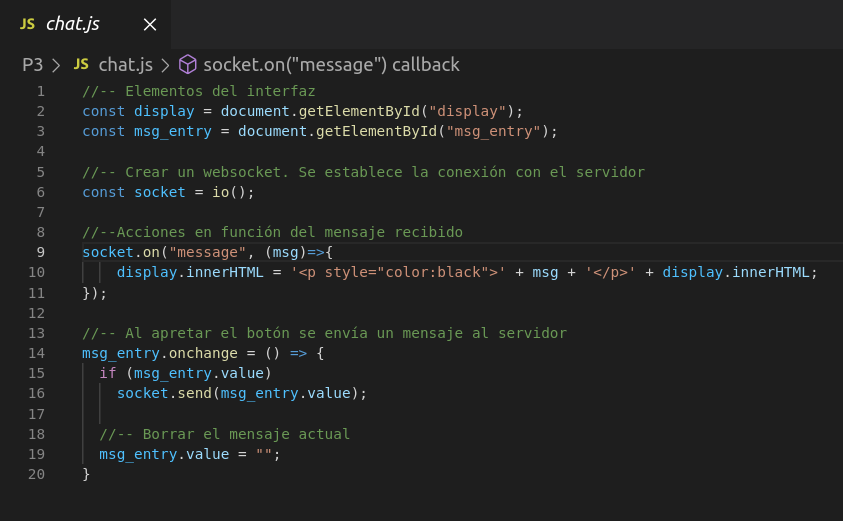 JS chat.js
P3 > JS chat.js > socket.on("message") callback
1 //-- Elementos del interfaz
2 const display = document.getElementById("display");
3 const msg_entry = document.getElementById("msg_entry");
4
5 //-- Crear un websocket. Se establece la conexión con el servidor
6 const socket = io();
7
8 //--Acciones en función del mensaje recibido
9 socket.on("message", (msg)=>{
10     display.innerHTML = '<p style="color:black">' + msg + '</p>' + display.innerHTML;
11 });
12
13 //-- Al apretar el botón se envía un mensaje al servidor
14 msg_entry.onchange = () => {
15   if (msg_entry.value)
16     socket.send(msg_entry.value);
17
18   //-- Borrar el mensaje actual
19   msg_entry.value = "";
20 }